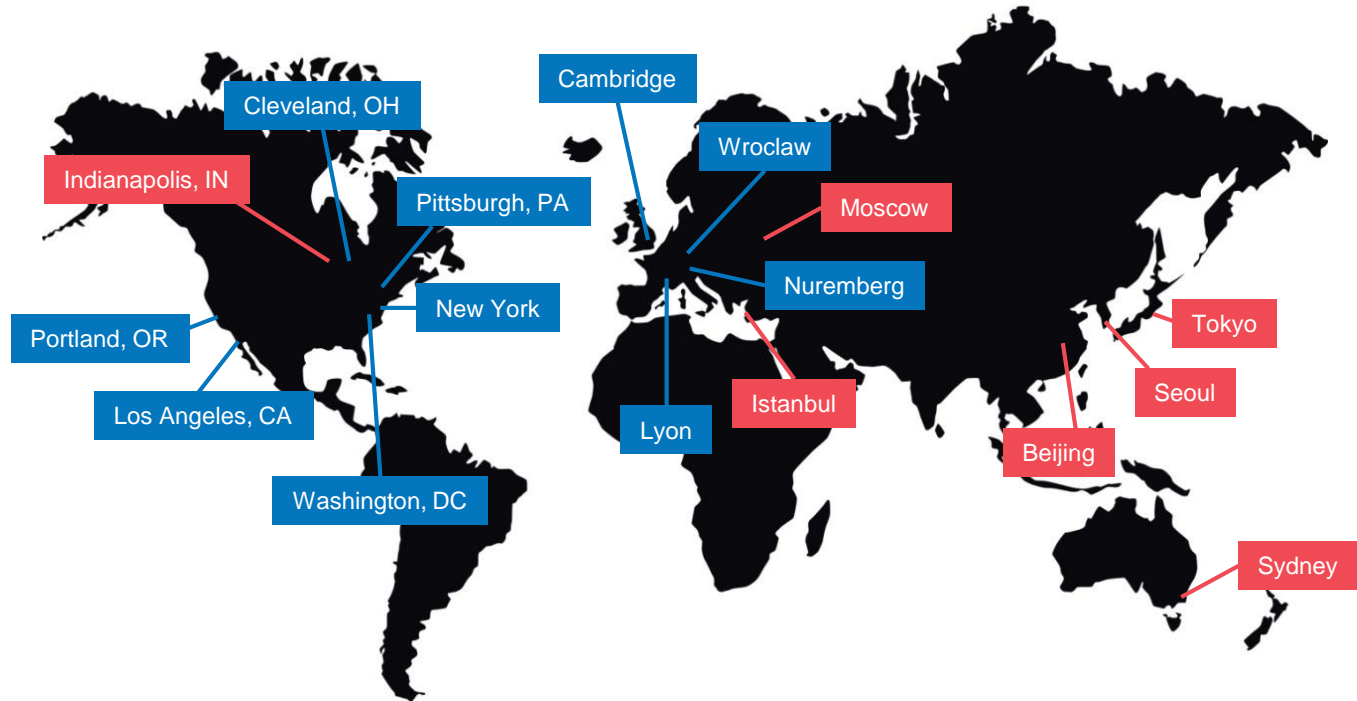 Cambridge
Cleveland, OH
Wroclaw
Indianapolis, IN
Pittsburgh, PA
Moscow
Nuremberg
New York
Portland, OR
Tokyo
Seoul
Los Angeles, CA
Istanbul
Lyon
Beijing
Washington, DC
Sydney